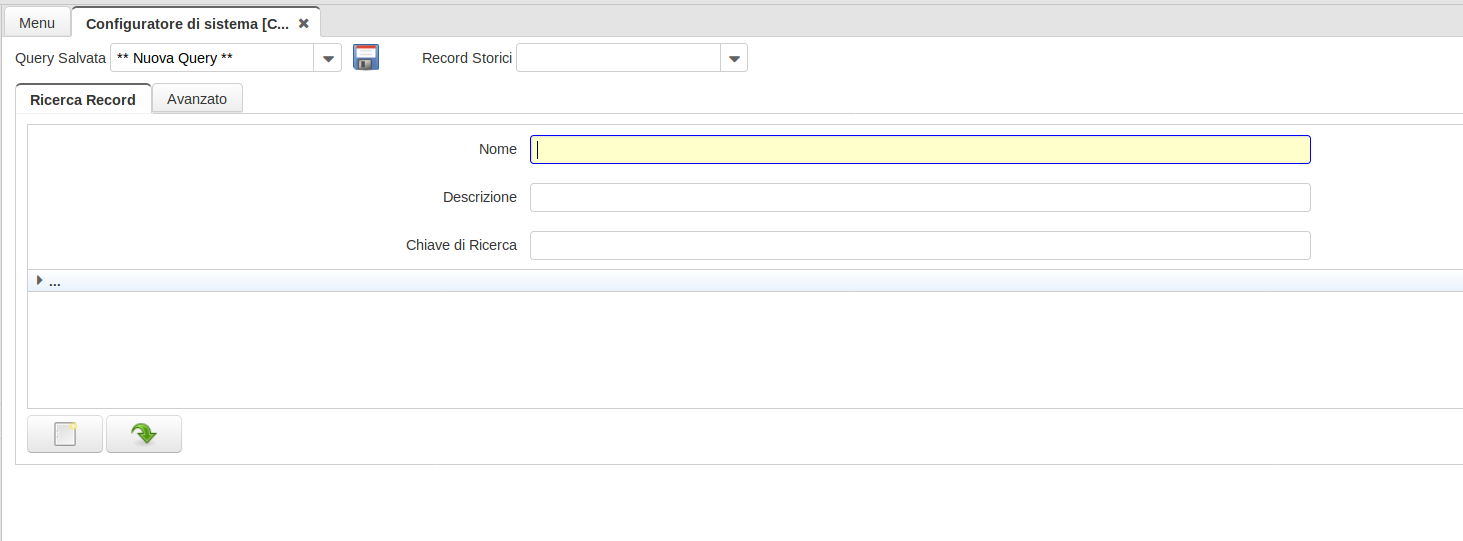 Menu
Configuratore di sistema [C...
Query Salvata ** Nuova Query **
Record Storici
Ricerca Record
Avanzato
Nome
Descrizione
Chiave di Ricerca
...